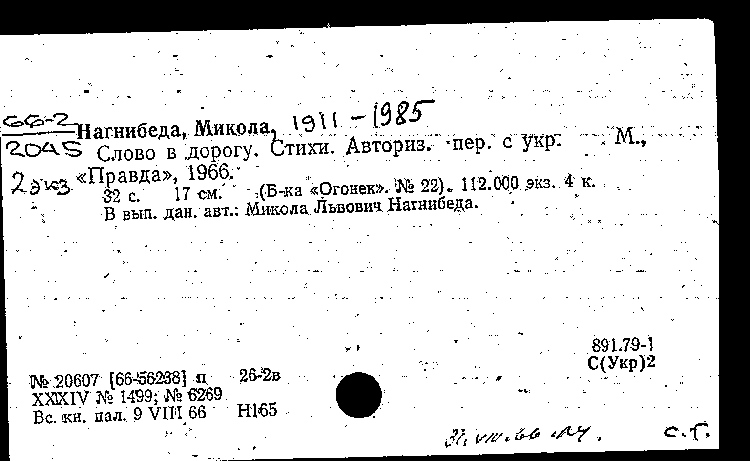 66-2
2045
2 экз
Нагнибеда, Микола, 1911-1985
Слово в дорогу. Стихи. Авториз. пер. с укр. М.,
«Правда», 1966.
32 с. 17 см. (Б-ка «Огонек». № 22). 112.000 экз. 4 к.
В вып. дан. авт.: Микола Львович Нагнибеда.
891.79-1
С(Укр)2
№ 20607 [66-56238] п 26-2в
XXXIV № 1499; № 6269
Вс. кн. пал. 9 VIII 66 Н165
с.г.